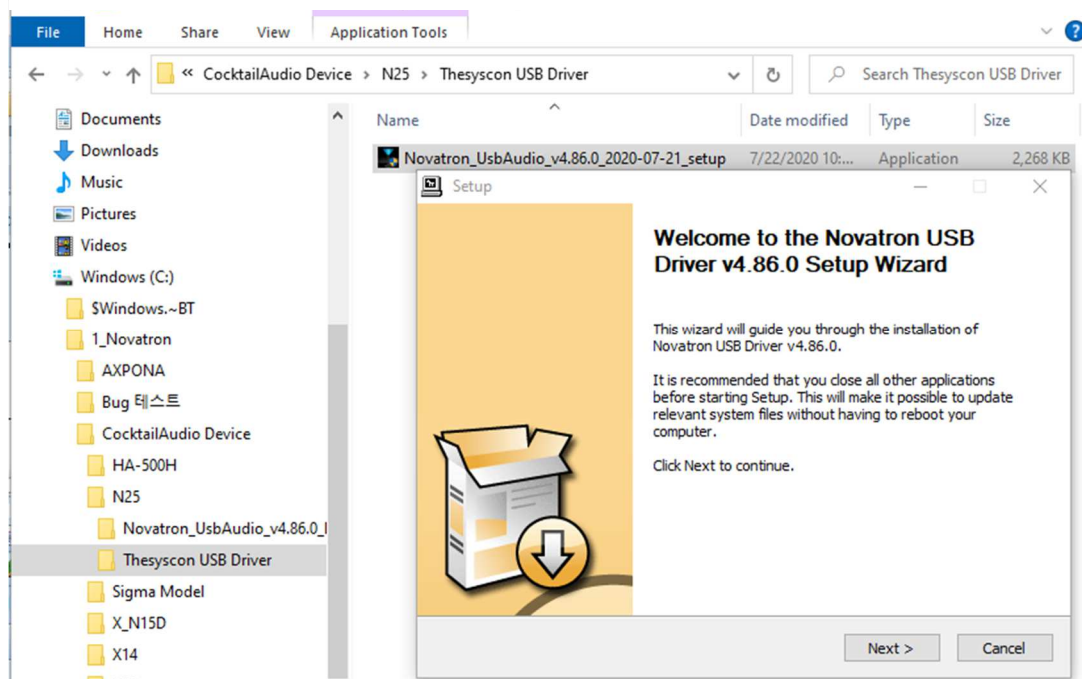 File Home Share View Application Tools
?
« CocktailAudio Device › N25 › Thesyscon USB Driver
Search Thesyscon USB Driver
Documents
Downloads
Music
Pictures
Videos
Windows (C:)
$Windows.~BT
1_Novatron
AXPONA
Bug 테스트
CocktailAudio Device
HA-500H
N25
Novatron_UsbAudio_v4.86.0_
Thesyscon USB Driver
Sigma Model
X_N15D
X14
Name Date modified Type Size
Novatron_UsbAudio_v4.86.0_2020-07-21_setup 7/22/2020 10:... Application 2,268 KB
Setup
Welcome to the Novatron USB
Driver v4.86.0 Setup Wizard
This wizard will guide you through the installation of
Novatron USB Driver v4.86.0.
It is recommended that you close all other applications
before starting Setup. This will make it possible to update
relevant system files without having to reboot your
computer.
Click Next to continue.
Next > Cancel